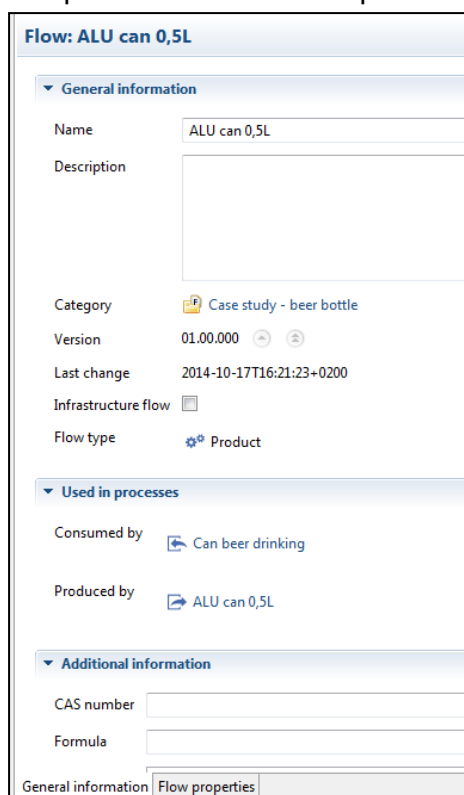 Flow: ALU can 0,5L
General information
Name ALU can 0,5L
Description
Category Case study - beer bottle
Version 01.00.000
Last change 2014-10-17T16:21:23+0200
Infrastructure flow
Flow type Product
Used in processes
Consumed by Can beer drinking
Produced by ALU can 0,5L
Additional information
CAS number
Formula
General information Flow properties